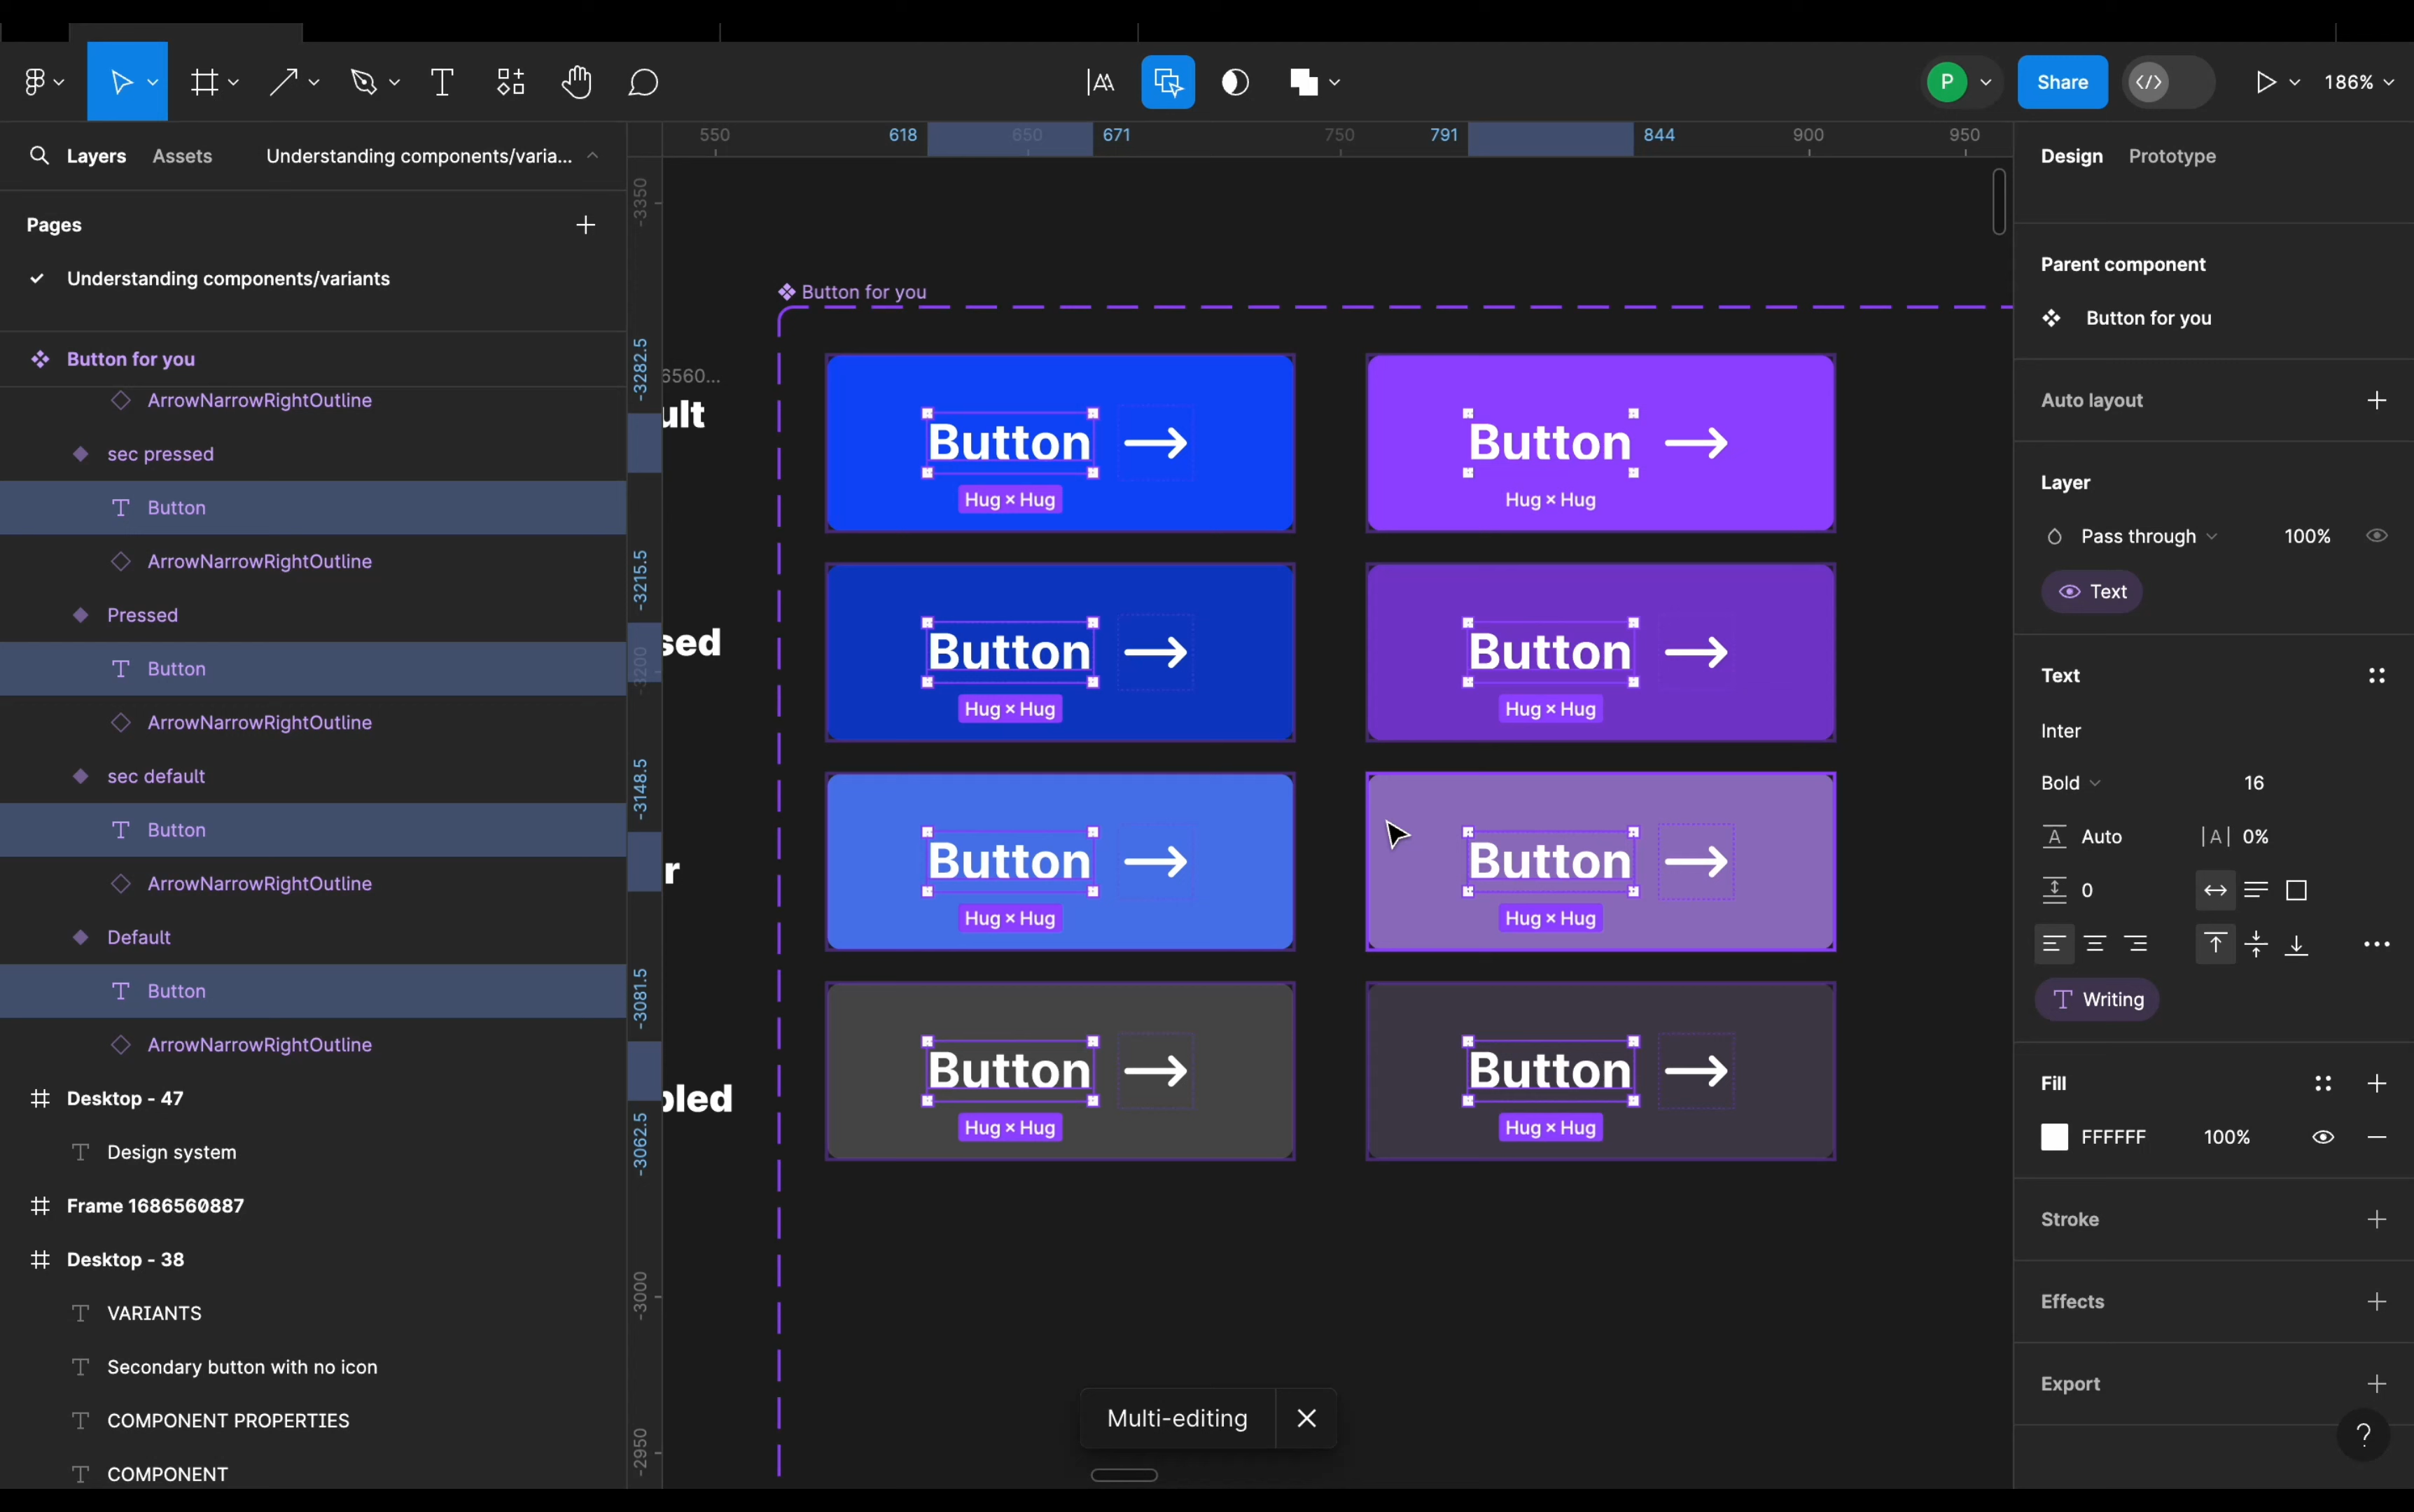 P
Share
186%
Layers
Assets
Understanding components/varia...
Pages
Understanding components/variants
Button for you
ArrowNarrowRightOutline
sec pressed
Button
ArrowNarrowRightOutline
Pressed
Button
ArrowNarrowRightOutline
sec default
Button
ArrowNarrowRightOutline
Default
Button
ArrowNarrowRightOutline
Desktop - 47
Design system
Frame 1686560887
Desktop - 38
VARIANTS
Secondary button with no icon
COMPONENT PROPERTIES
COMPONENT
550 618 650 671 750 791 844 900 950
-3350
-3282.5
-3215.5
-3200
-3148.5
-3081.5
-3062.5
-3000
-2950
Button for you
6560...
ult
sed
r
bled
Button
Hug × Hug
Button
Hug × Hug
Button
Hug × Hug
Button
Hug × Hug
Button
Hug × Hug
Button
Hug × Hug
Button
Hug × Hug
Button
Hug × Hug
Multi-editing
Design
Prototype
Parent component
Button for you
Auto layout
Layer
Pass through 100%
Text
Text
Inter
Bold 16
Auto 0%
0
Writing
Fill
FFFFFF 100%
Stroke
Effects
Export
?